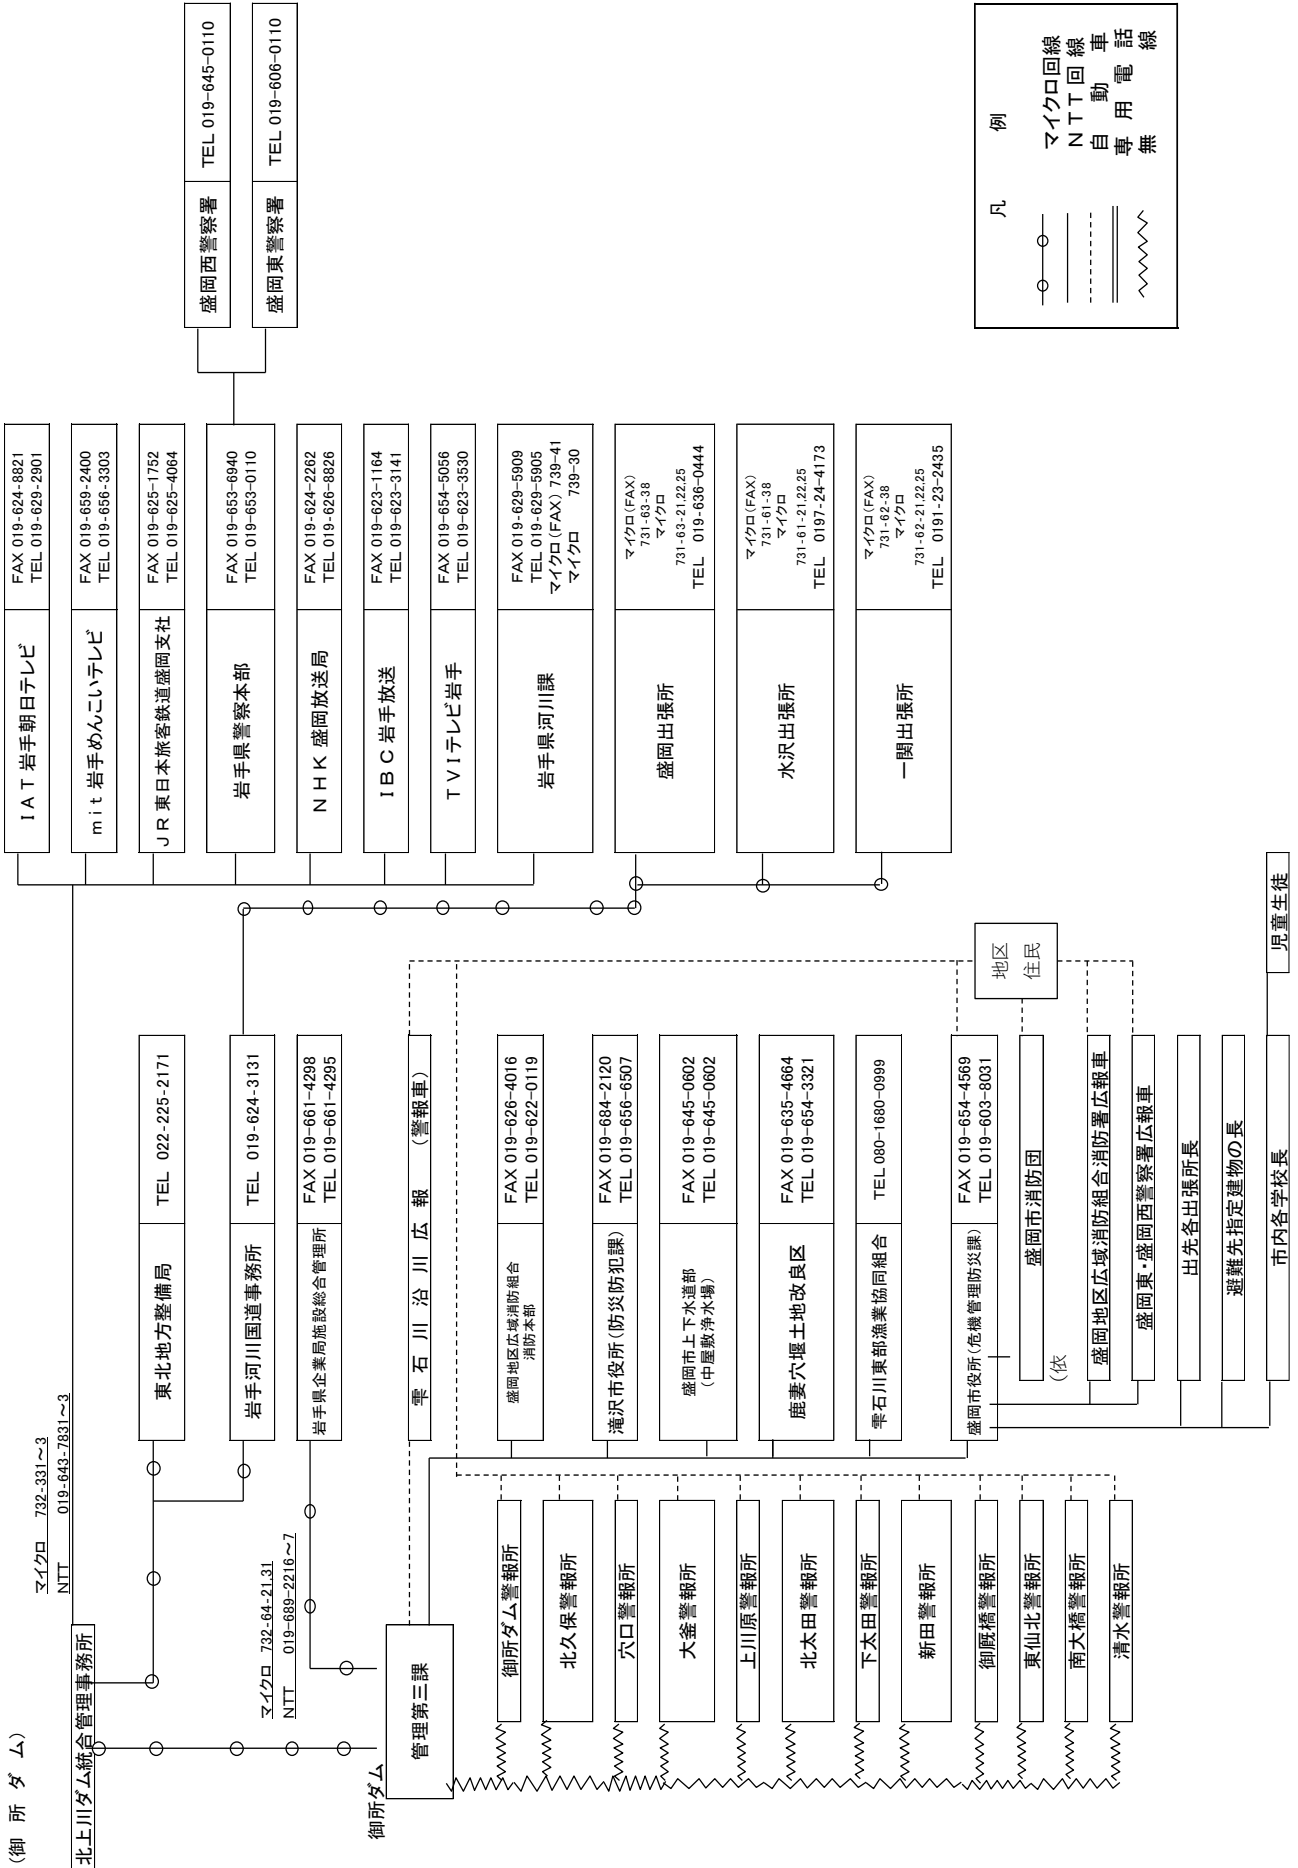 (御 所 ダ ム)
北上川ダム統合管理事務所
マイクロ 732-331～3
NTT 019-643-7831～3
御所ダム
管理第三課
マイクロ 732-64-21,31
NTT 019-689-2216～7
東北地方整備局
TEL 022-225-2171
岩手河川国道事務所
TEL 019-624-3131
岩手県企業局施設総合管理所
FAX 019-661-4298
TEL 019-661-4295
雫 石 川 沿 川 広 報 (警報車)
盛岡地区広域消防組合
消防本部
FAX 019-626-4016
TEL 019-622-0119
滝沢市役所(防災防犯課)
FAX 019-684-2120
TEL 019-656-6507
盛岡市上下水道部
(中屋敷浄水場)
FAX 019-645-0602
TEL 019-645-0602
鹿妻穴堰土地改良区
FAX 019-635-4664
TEL 019-654-3321
雫石川東部漁業協同組合
TEL 080-1680-0999
盛岡市役所(危機管理防災課)
FAX 019-654-4569
TEL 019-603-8031
盛岡市消防団
(依
盛岡地区広域消防組合消防署広報車
盛岡東・盛岡西警察署広報車
出先各出張所長
避難先指定建物の長
市内各学校長
児童生徒
地区
住民
御所ダム警報所
北久保警報所
穴口警報所
大釜警報所
上川原警報所
北太田警報所
下太田警報所
新田警報所
御厩橋警報所
東仙北警報所
南大橋警報所
清水警報所
IAT 岩手朝日テレビ
FAX 019-624-8821
TEL 019-629-2901
mit 岩手めんこいテレビ
FAX 019-659-2400
TEL 019-656-3303
JR 東日本旅客鉄道盛岡支社
FAX 019-625-1752
TEL 019-625-4064
岩手県警察本部
FAX 019-653-6940
TEL 019-653-0110
NHK 盛岡放送局
FAX 019-624-2262
TEL 019-626-8826
IBC 岩手放送
FAX 019-623-1164
TEL 019-623-3141
TVIテレビ岩手
FAX 019-654-5056
TEL 019-623-3530
岩手県河川課
FAX 019-629-5909
TEL 019-629-5905
マイクロ(FAX) 739-41
マイクロ 739-30
盛岡出張所
マイクロ(FAX)
731-63-38
マイクロ
731-63-21,22,25
TEL 019-636-0444
水沢出張所
マイクロ(FAX)
731-61-38
マイクロ
731-61-21,22,25
TEL 0197-24-4173
一関出張所
マイクロ(FAX)
731-62-38
マイクロ
731-62-21,22,25
TEL 0191-23-2435
盛岡西警察署
TEL 019-645-0110
盛岡東警察署
TEL 019-606-0110
凡 例
マイクロ回線
NTT回線
自 動 車
専 用 電 話
無 線